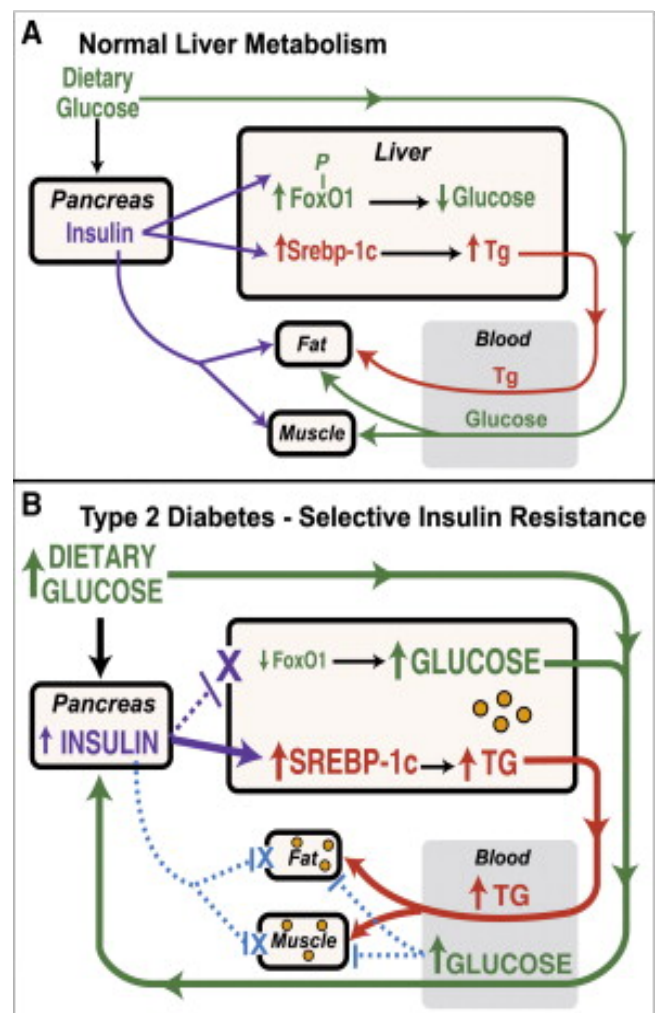 A
Normal Liver Metabolism
Dietary
Glucose
Liver
P
↑FoxO1
↓Glucose
Pancreas
Insulin
↑Srebp-1c
↑Tg
Fat
Blood
Tg
Glucose
Muscle
B
Type 2 Diabetes - Selective Insulin Resistance
↑DIETARY
GLUCOSE
X
↓FoxO1
↑GLUCOSE
Pancreas
↑INSULIN
↑SREBP-1c
↑TG
X
Fat
Blood
↑TG
X
Muscle
↑GLUCOSE